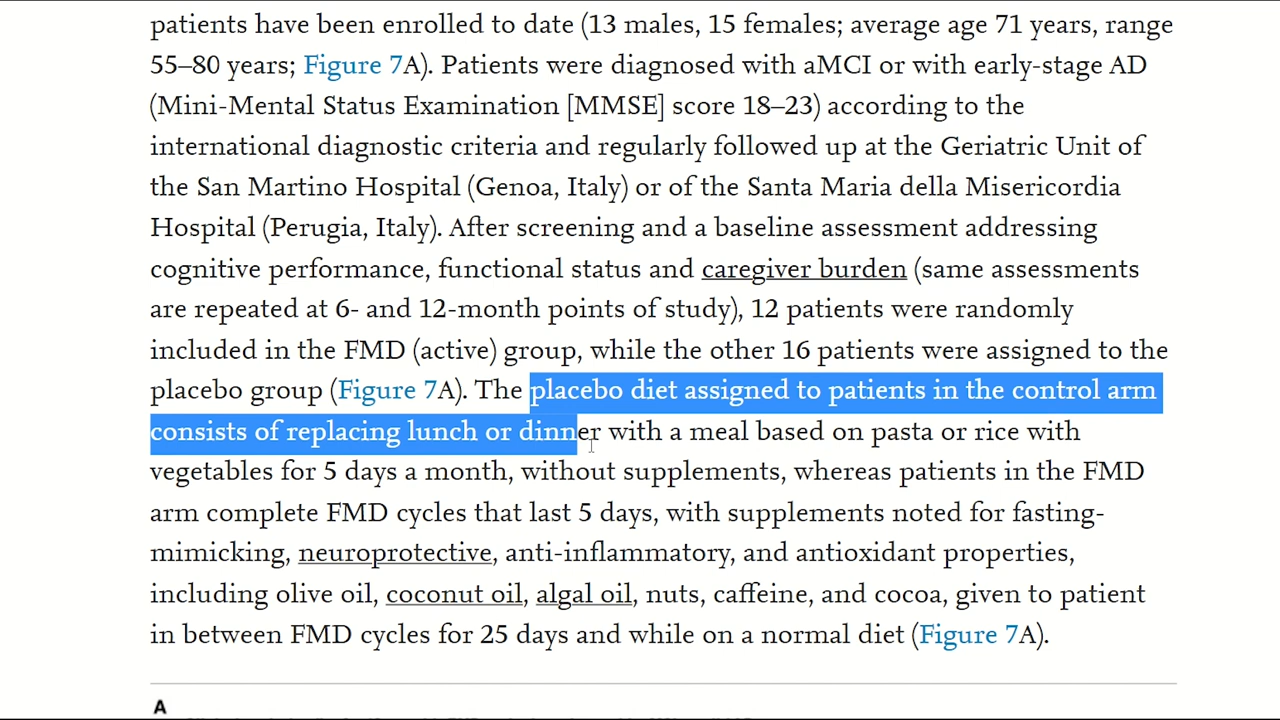 patients have been enrolled to date (13 males, 15 females; average age 71 years, range
55–80 years; Figure 7A). Patients were diagnosed with aMCI or with early-stage AD
(Mini-Mental Status Examination [MMSE] score 18–23) according to the
international diagnostic criteria and regularly followed up at the Geriatric Unit of
the San Martino Hospital (Genoa, Italy) or of the Santa Maria della Misericordia
Hospital (Perugia, Italy). After screening and a baseline assessment addressing
cognitive performance, functional status and caregiver burden (same assessments
are repeated at 6- and 12-month points of study), 12 patients were randomly
included in the FMD (active) group, while the other 16 patients were assigned to the
placebo group (Figure 7A). The placebo diet assigned to patients in the control arm
consists of replacing lunch or dinner with a meal based on pasta or rice with
vegetables for 5 days a month, without supplements, whereas patients in the FMD
arm complete FMD cycles that last 5 days, with supplements noted for fasting-
mimicking, neuroprotective, anti-inflammatory, and antioxidant properties,
including olive oil, coconut oil, algal oil, nuts, caffeine, and cocoa, given to patient
in between FMD cycles for 25 days and while on a normal diet (Figure 7A).
A